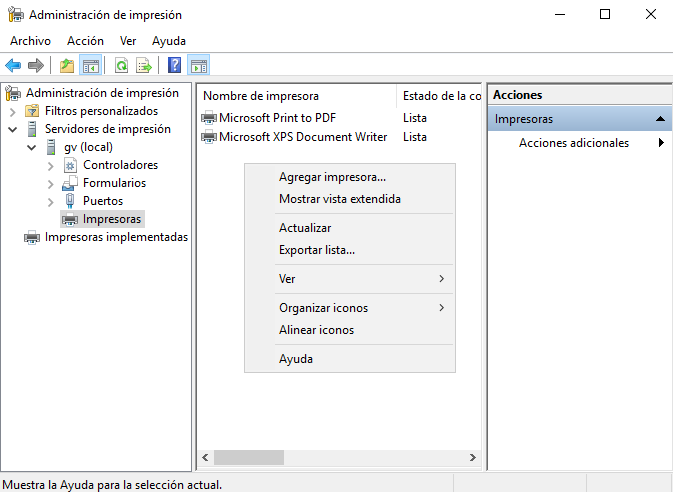 Administración de impresión
Archivo Acción Ver Ayuda
Administración de impresión
Filtros personalizados
Servidores de impresión
gv (local)
Controladores
Formularios
Puertos
Impresoras
Impresoras implementadas
Nombre de impresora Estado de la co
Microsoft Print to PDF Lista
Microsoft XPS Document Writer Lista
Agregar impresora...
Mostrar vista extendida
Actualizar
Exportar lista...
Ver
Organizar iconos
Alinear iconos
Ayuda
Acciones
Impresoras
Acciones adicionales
Muestra la Ayuda para la selección actual.